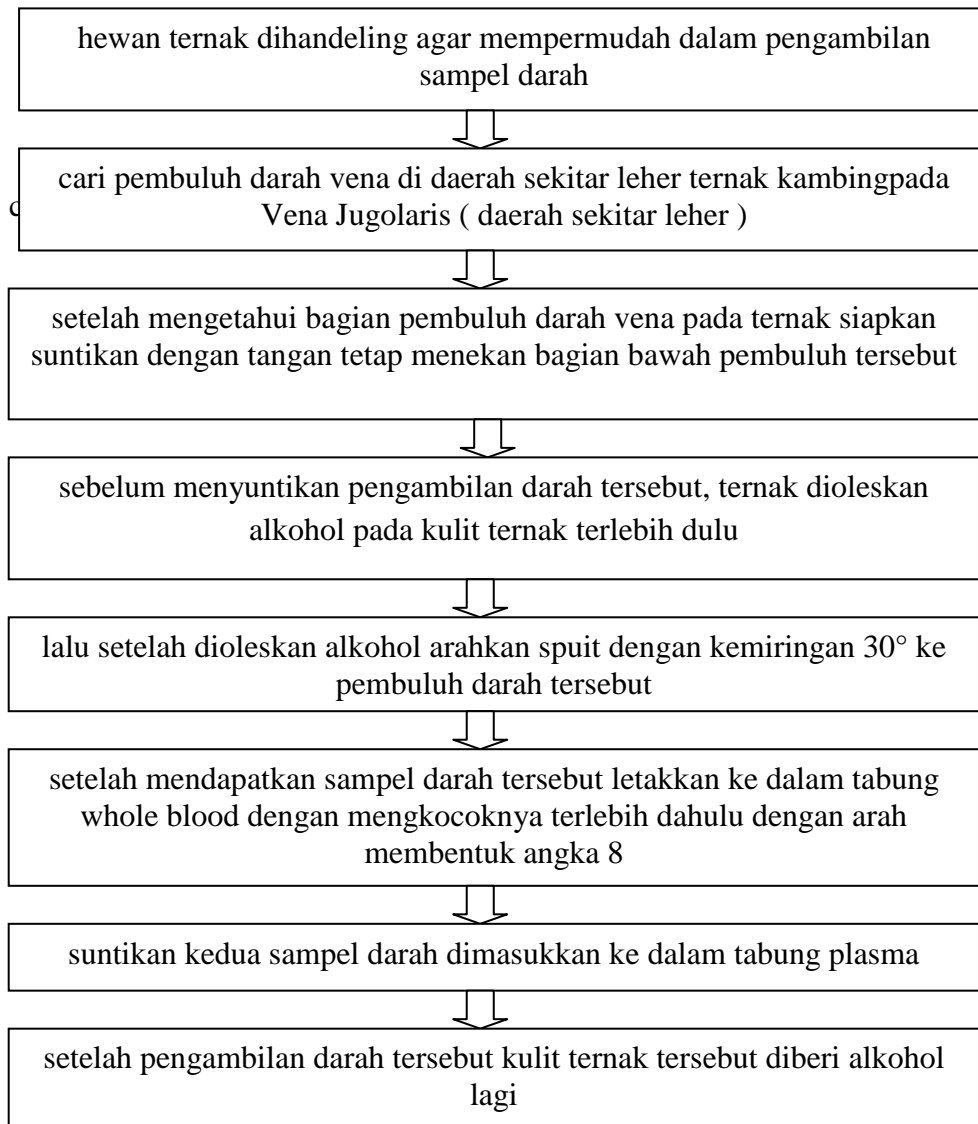 hewan ternak dihandeling agar mempermudah dalam pengambilan
sampel darah
cari pembuluh darah vena di daerah sekitar leher ternak kambingpada
Vena Jugolaris ( daerah sekitar leher )
setelah mengetahui bagian pembuluh darah vena pada ternak siapkan
suntikan dengan tangan tetap menekan bagian bawah pembuluh tersebut
sebelum menyuntikan pengambilan darah tersebut, ternak dioleskan
alkohol pada kulit ternak terlebih dulu
lalu setelah dioleskan alkohol arahkan spuit dengan kemiringan 30° ke
pembuluh darah tersebut
setelah mendapatkan sampel darah tersebut letakkan ke dalam tabung
whole blood dengan mengkocoknya terlebih dahulu dengan arah
membentuk angka 8
suntikan kedua sampel darah dimasukkan ke dalam tabung plasma
setelah pengambilan darah tersebut kulit ternak tersebut diberi alkohol
lagi